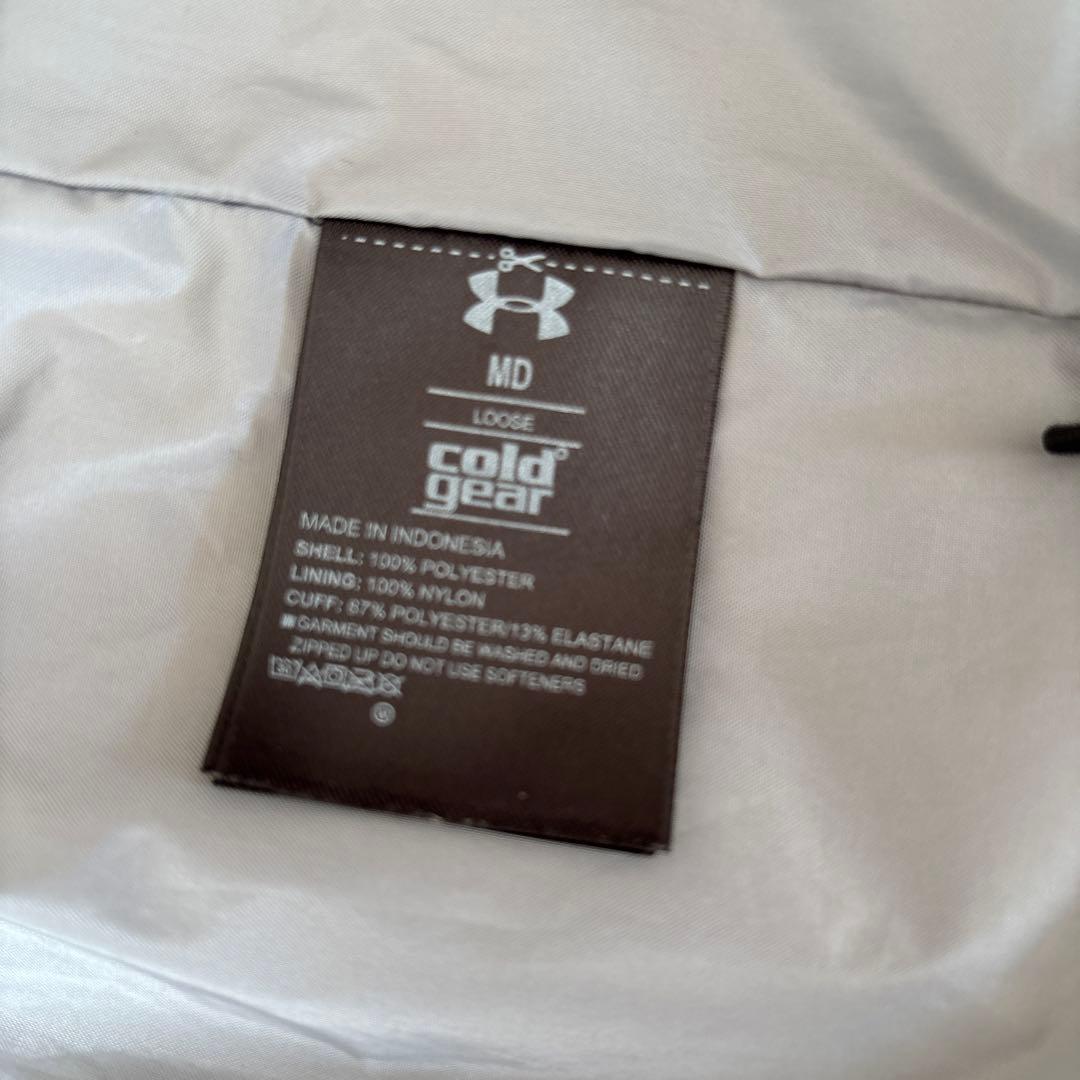 MD
LOOSE
cold°
gear
MADE IN INDONESIA
SHELL: 100% POLYESTER
LINING: 100% NYLON
CUFF: 87% POLYESTER/13% ELASTANE
GARMENT SHOULD BE WASHED AND DRIED
ZIPPED UP DO NOT USE SOFTENERS